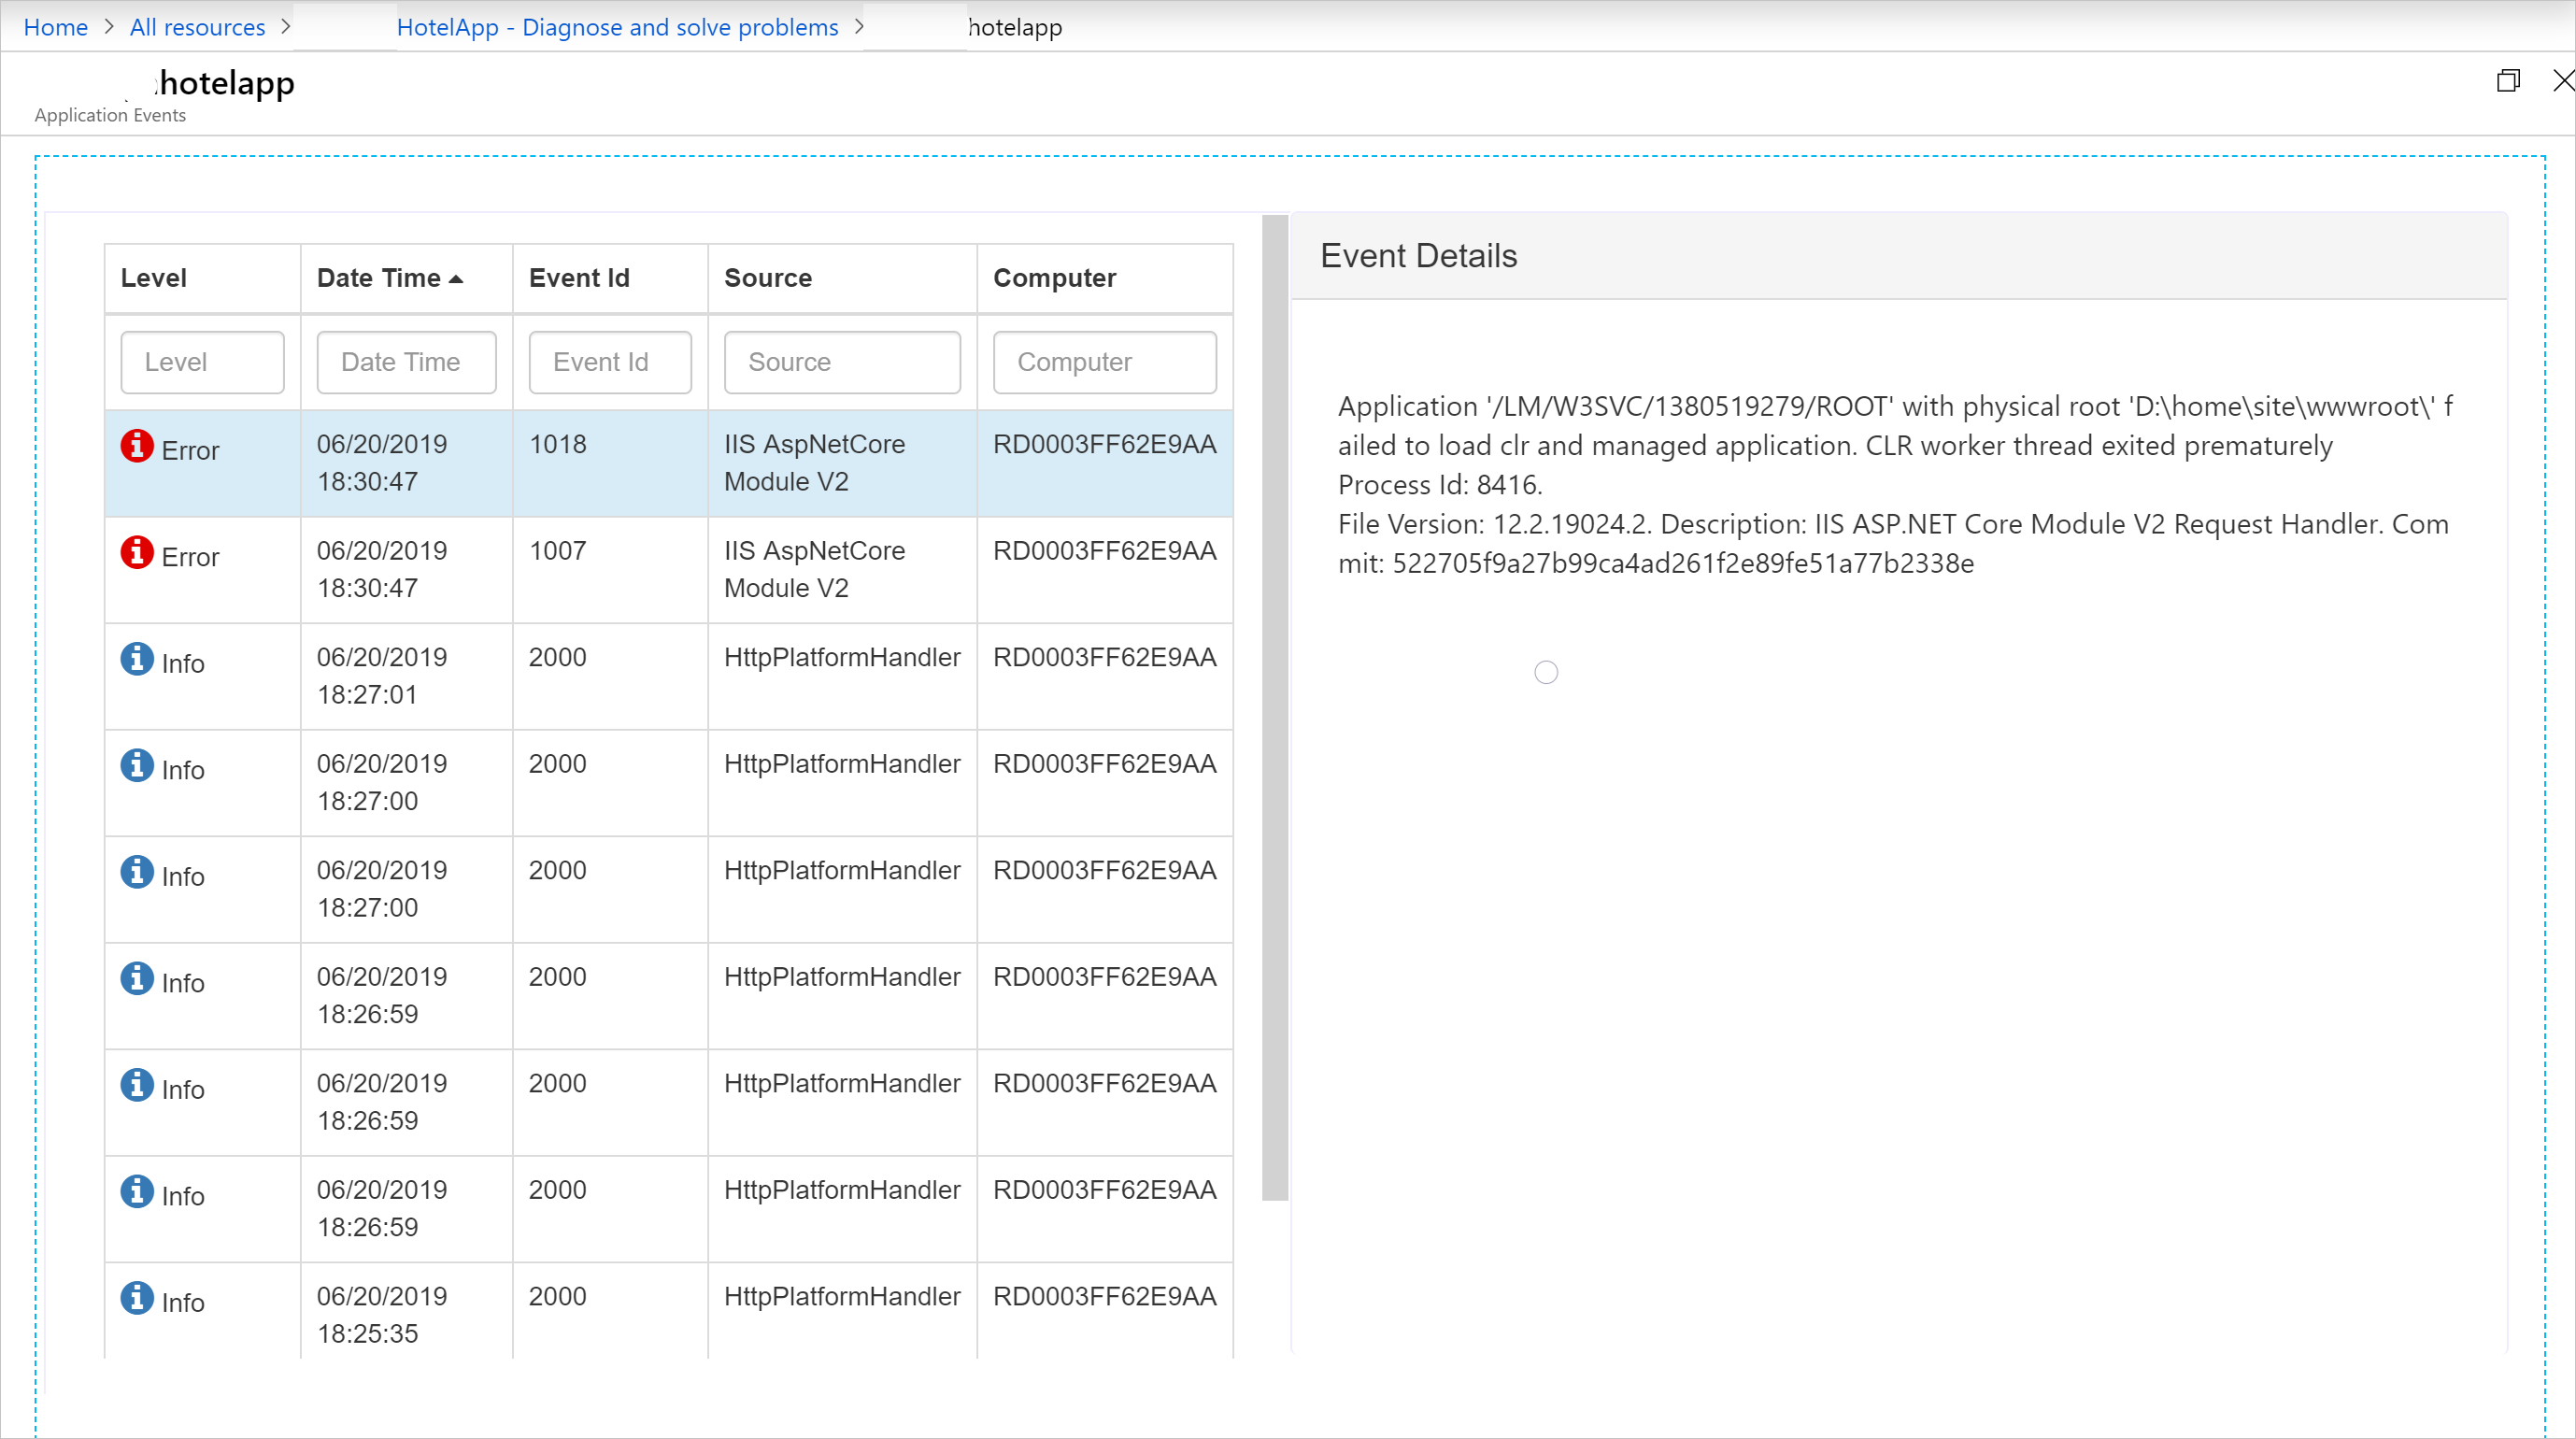 Home > All resources > HotelApp - Diagnose and solve problems > hotelapp
hotelapp
Application Events
Level Date Time Event Id Source Computer
Level Date Time Event Id Source Computer
Error 06/20/2019 18:30:47 1018 IIS AspNetCore Module V2 RD0003FF62E9AA
Error 06/20/2019 18:30:47 1007 IIS AspNetCore Module V2 RD0003FF62E9AA
Info 06/20/2019 18:27:01 2000 HttpPlatformHandler RD0003FF62E9AA
Info 06/20/2019 18:27:00 2000 HttpPlatformHandler RD0003FF62E9AA
Info 06/20/2019 18:27:00 2000 HttpPlatformHandler RD0003FF62E9AA
Info 06/20/2019 18:26:59 2000 HttpPlatformHandler RD0003FF62E9AA
Info 06/20/2019 18:26:59 2000 HttpPlatformHandler RD0003FF62E9AA
Info 06/20/2019 18:26:59 2000 HttpPlatformHandler RD0003FF62E9AA
Info 06/20/2019 18:25:35 2000 HttpPlatformHandler RD0003FF62E9AA
Event Details
Application '/LM/W3SVC/1380519279/ROOT' with physical root 'D:\home\site\wwwroot\' f
ailed to load clr and managed application. CLR worker thread exited prematurely
Process Id: 8416.
File Version: 12.2.19024.2. Description: IIS ASP.NET Core Module V2 Request Handler. Com
mit: 522705f9a27b99ca4ad261f2e89fe51a77b2338e